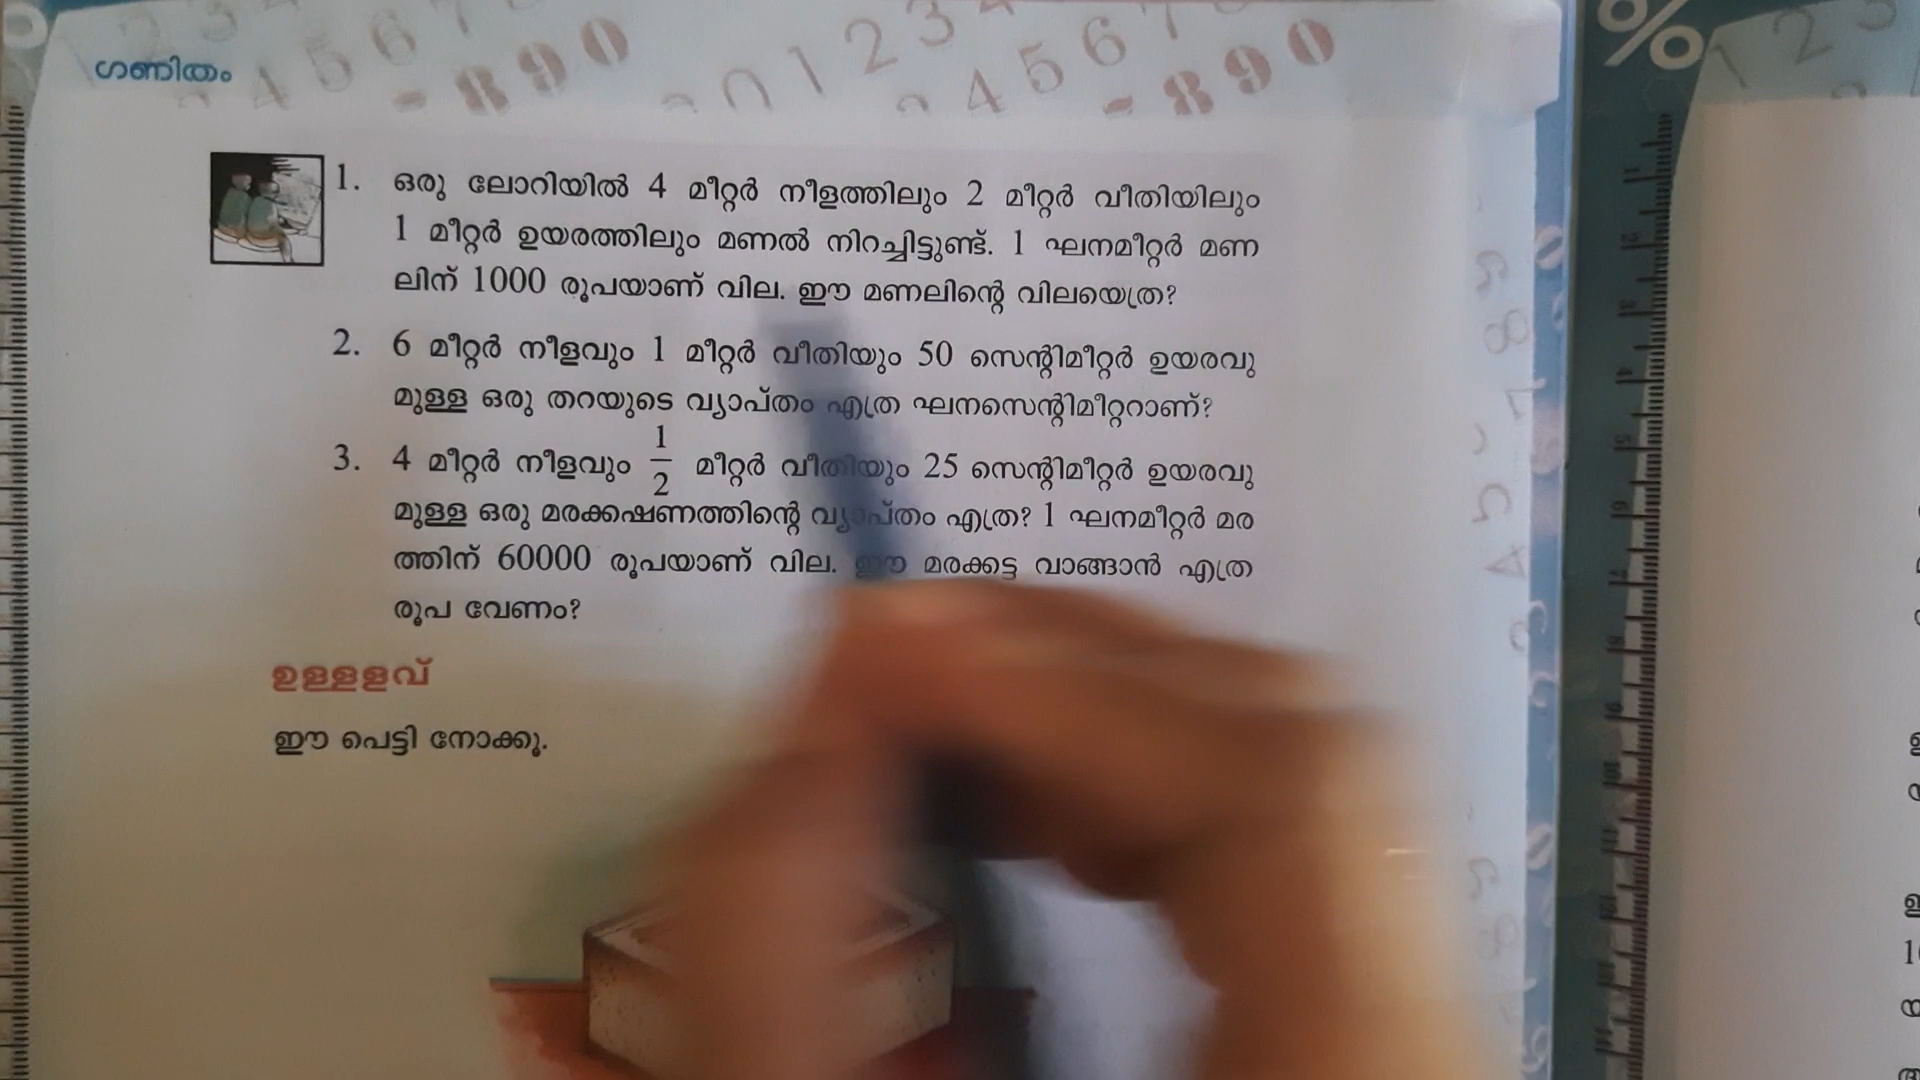 ഗണിതം
1. ഒരു ലോറിയിൽ 4 മീറ്റർ നീളത്തിലും 2 മീറ്റർ വീതിയിലും
1 മീറ്റർ ഉയരത്തിലും മണൽ നിറച്ചിട്ടുണ്ട്. 1 ഘനമീറ്റർ മണ
ലിന് 1000 രൂപയാണ് വില. ഈ മണലിന്റെ വിലയെത്ര?
2. 6 മീറ്റർ നീളവും 1 മീറ്റർ വീതിയും 50 സെന്റിമീറ്റർ ഉയരവു
മുള്ള ഒരു തറയുടെ വ്യാപ്തം എത്ര ഘനസെന്റിമീറ്ററാണ്?
3. 4 മീറ്റർ നീളവും 1/2 മീറ്റർ വീതിയും 25 സെന്റിമീറ്റർ ഉയരവു
മുള്ള ഒരു മരക്കഷണത്തിന്റെ വ്യാപ്തം എത്ര? 1 ഘനമീറ്റർ മര
ത്തിന് 60000 രൂപയാണ് വില. ഈ മരക്കട്ട വാങ്ങാൻ എത്ര
രൂപ വേണം?
ഉള്ളളവ്
ഈ പെട്ടി നോക്കൂ.